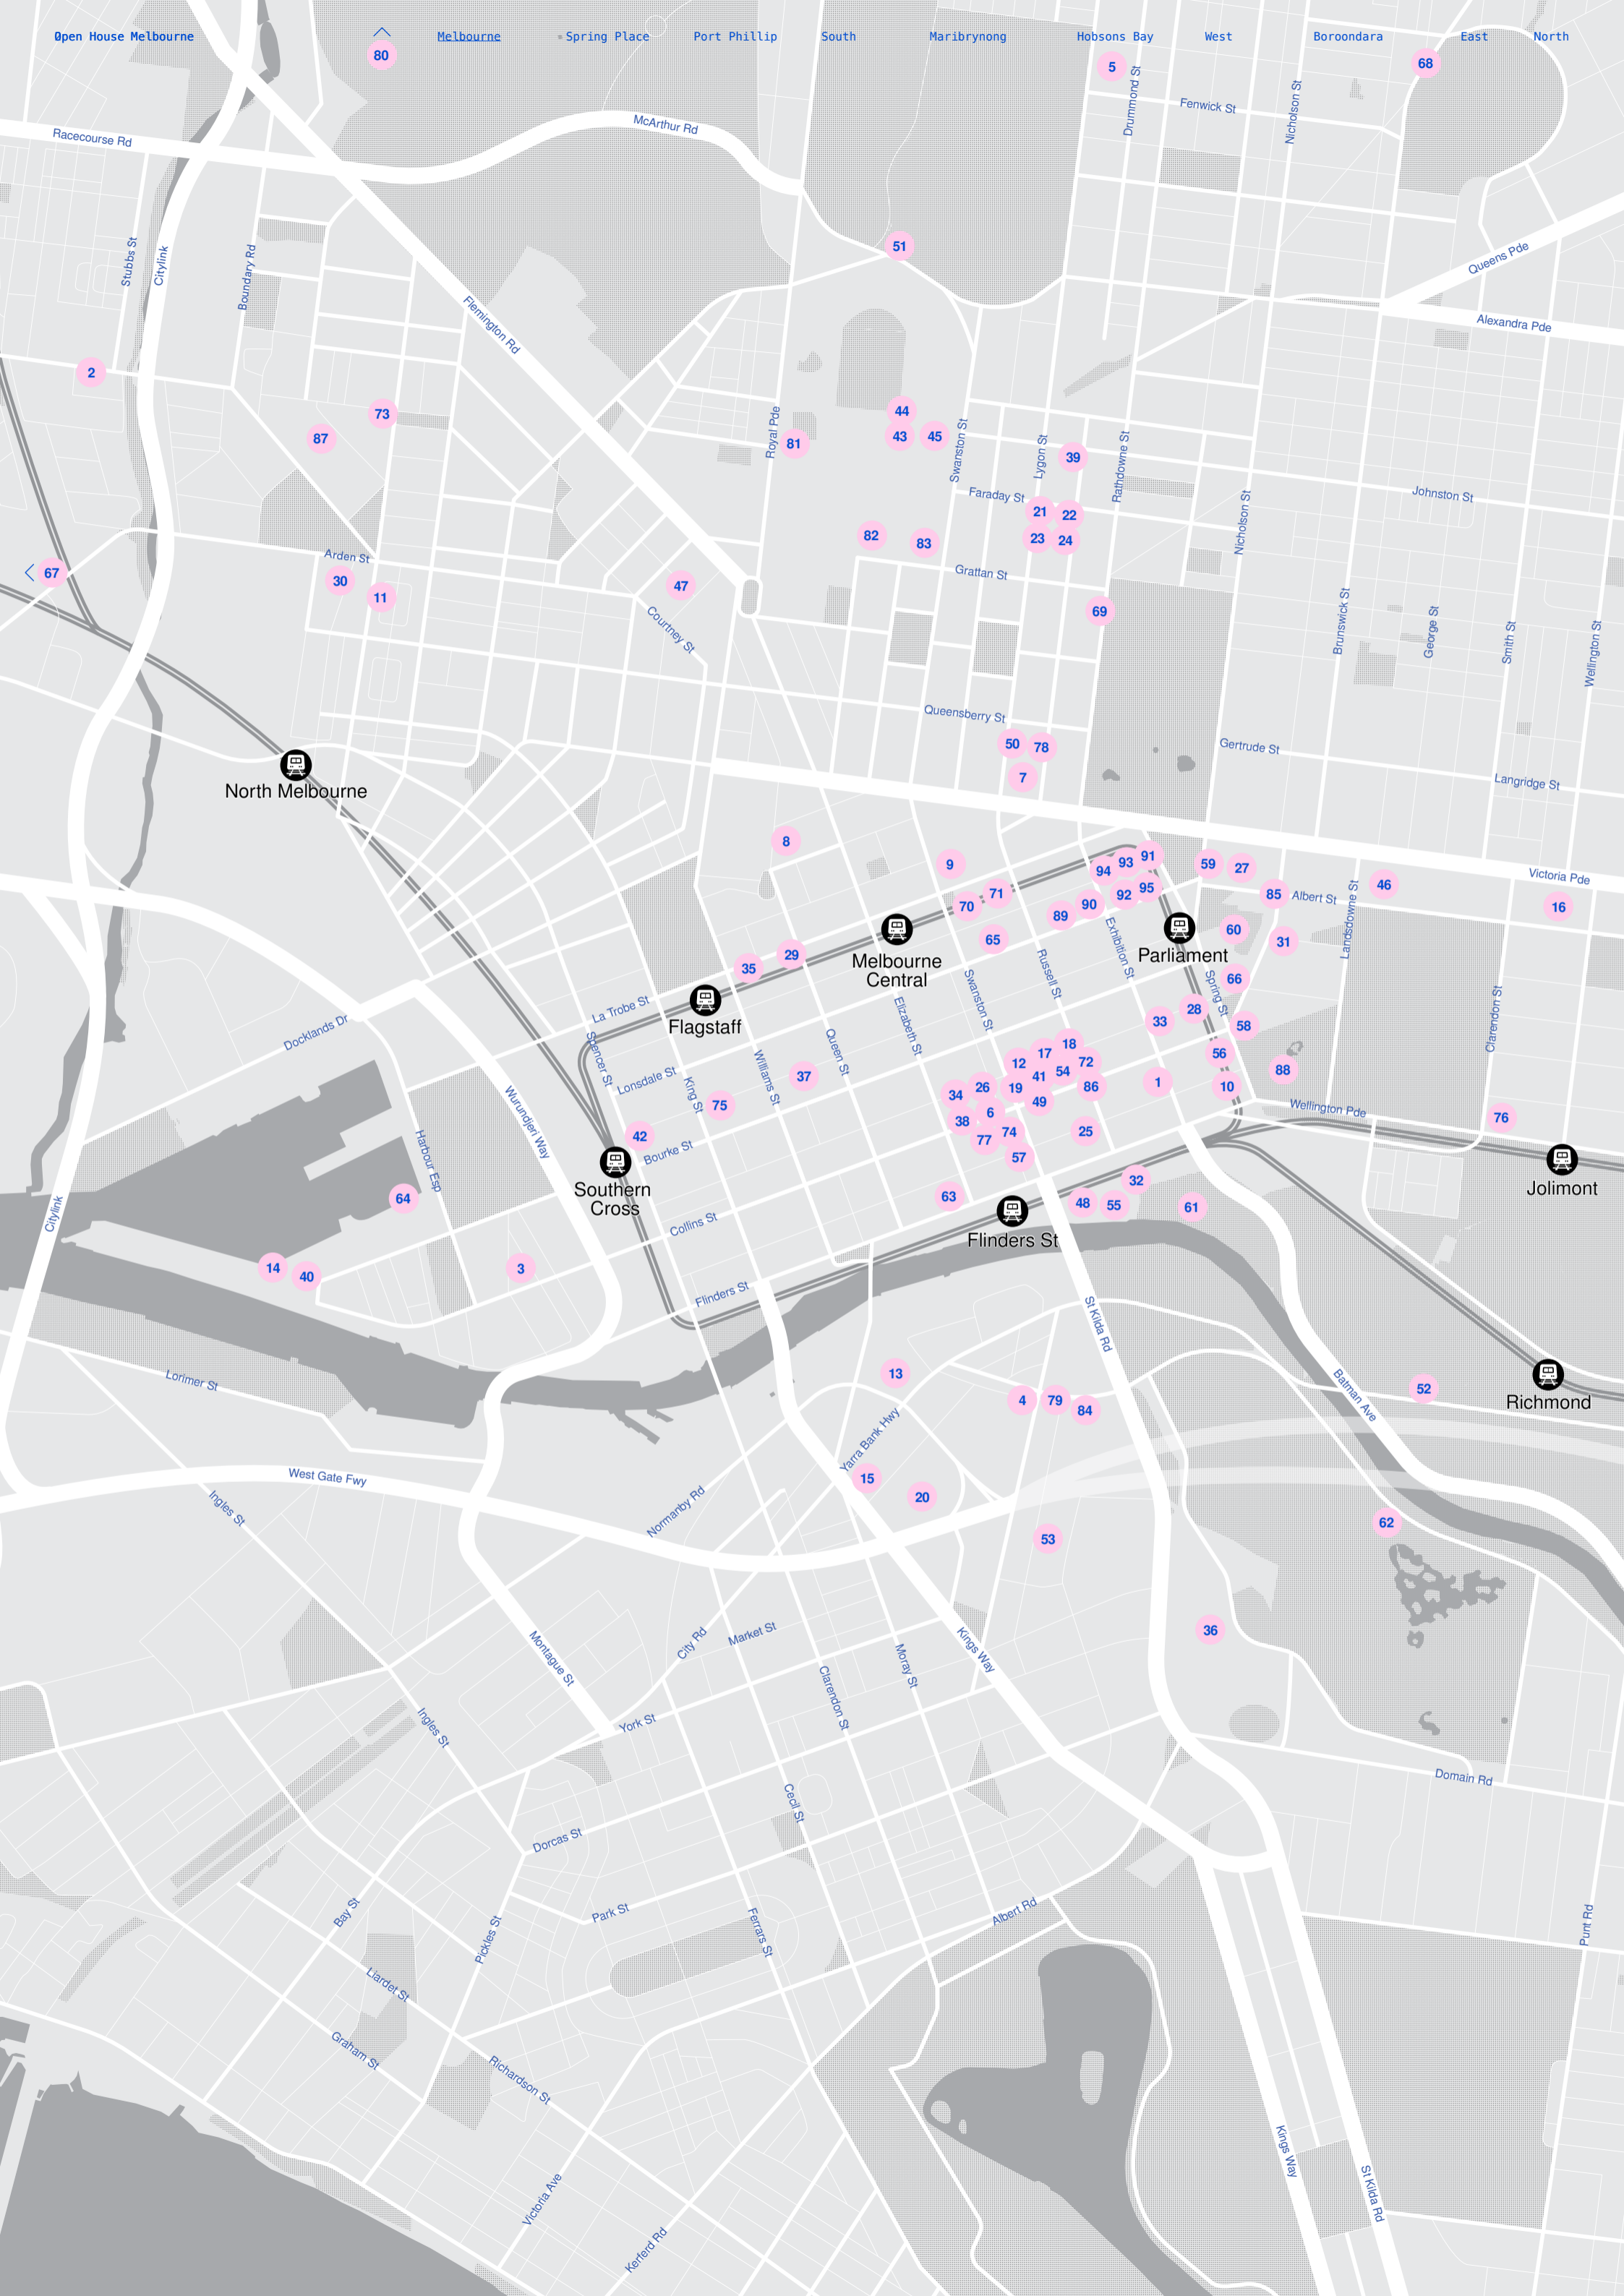 Open House Melbourne
Melbourne
Spring Place
Port Phillip
South
Maribrynong
Hobsons Bay
West
Boroondara
East
North
80
5
68
Racecourse Rd
McArthur Rd
Fenwick St
Drummond St
Nicholson St
Stubbs St
Citylink
Boundary Rd
Flemington Rd
51
Queens Pde
Alexandra Pde
2
73
87
Royal Pde
81
44
43
45
Swanston St
Lygon St
39
Rathdowne St
Faraday St
Johnston St
21
22
23
24
82
83
Nicholson St
67
Arden St
30
11
47
Courtney St
Grattan St
69
Brunswick St
George St
Smith St
Wellington St
Queensberry St
50
78
7
Gertrude St
Langridge St
North Melbourne
8
9
94
93
91
59
27
Victoria Pde
70
71
89
90
92
95
85
Albert St
Landsdowne St
46
16
65
60
31
Melbourne
Central
Exhibition St
Parliament
35
29
Flagstaff
La Trobe St
Swanston St
Russell St
Spring St
66
Clarendon St
Docklands Dr
Spencer St
Elizabeth St
Queen St
33
28
58
Williams St
Lonsdale St
King St
37
75
12
17
18
72
56
88
34
26
19
41
54
86
1
10
Wurundjeri Way
Harbour Esp
38
6
49
Wellington Pde
76
42
Bourke St
77
74
57
25
Southern
Cross
Jolimont
64
Citylink
Collins St
63
Flinders St
48
55
32
61
14
40
3
Flinders St
St Kilda Rd
Lorimer St
13
4
79
84
Batman Ave
52
Richmond
Yarra Bank Hwy
West Gate Fwy
Ingles St
Normanby Rd
15
20
53
62
36
Montague St
City Rd
Market St
Moray St
Kings Way
Clarendon St
York St
Ingles St
Domain Rd
Cecil St
Dorcas St
Bay St
Pickles St
Park St
Ferrars St
Albert Rd
Punt Rd
Liardet St
Graham St
Richardson St
Victoria Ave
Kerferd Rd
Kings Way
St Kilda Rd